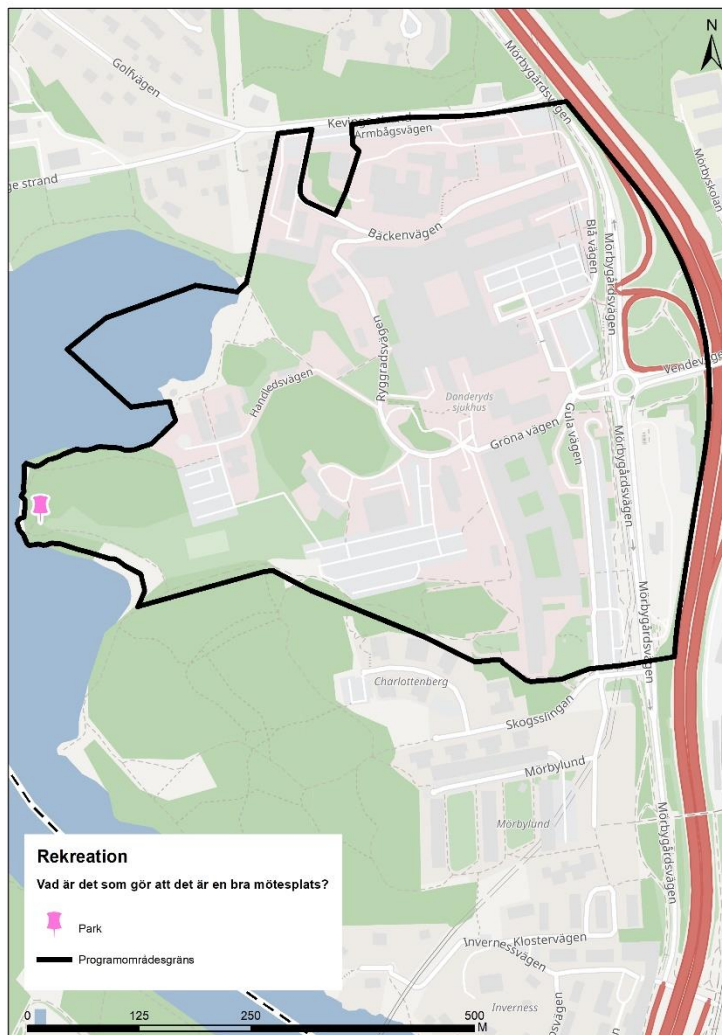 N
Golfvägen
Mörbygårdsvägen
Kevinge strand
Armbågsvägen
Mörbyskolan
ge strand
Bäckenvägen
Blå vägen
Mörbygårdsvägen
Ryggradsvägen
Handledsvägen
Vendeväge
Danderyds
sjukhus
Gröna vägen
Gula vägen
Mörbygårdsvägen
Mörbygårdsvägen
Charlottenberg
Skogsslingan
Mörbylund
Mörbylund
Mörbygårdsvägen
Rekreation
Vad är det som gör att det är en bra mötesplats?
Park
Programområdesgräns
Invernessvägen
Klostervägen
Inverness
osvägen
0 125 250 500
M